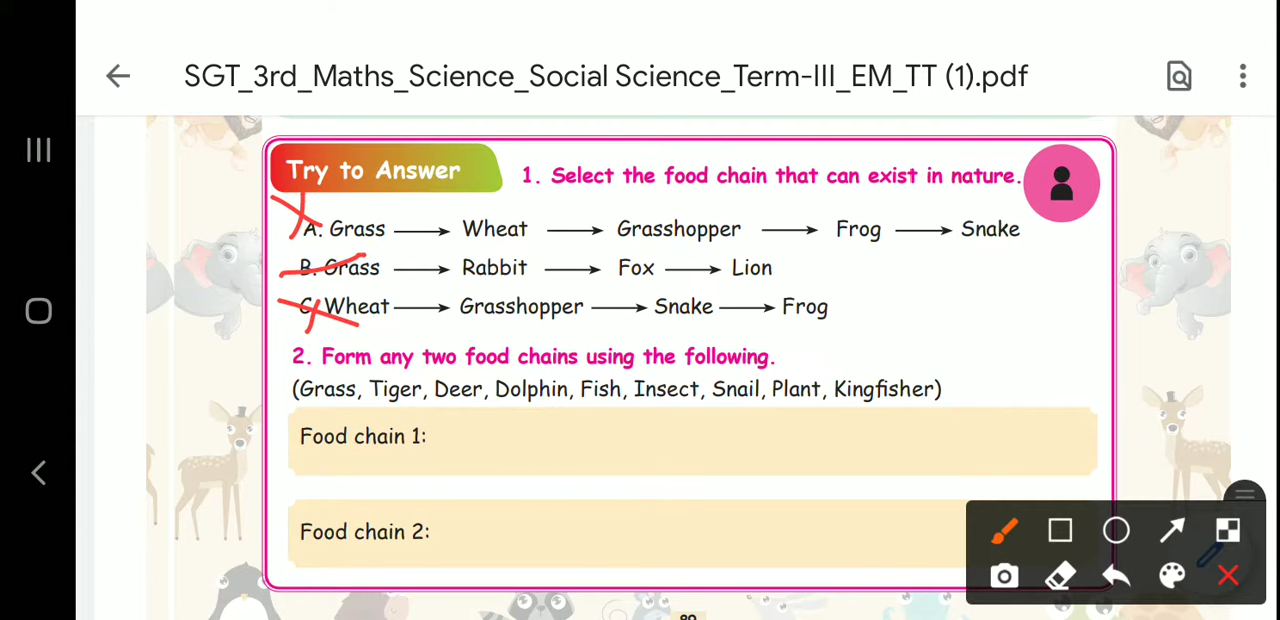 SGT_3rd_Maths_Science_Social Science_Term-III_EM_TT (1).pdf
Try to Answer
1. Select the food chain that can exist in nature.
A. Grass → Wheat → Grasshopper → Frog → Snake
B. Grass → Rabbit → Fox → Lion
C. Wheat → Grasshopper → Snake → Frog
2. Form any two food chains using the following.
(Grass, Tiger, Deer, Dolphin, Fish, Insect, Snail, Plant, Kingfisher)
Food chain 1:
Food chain 2: